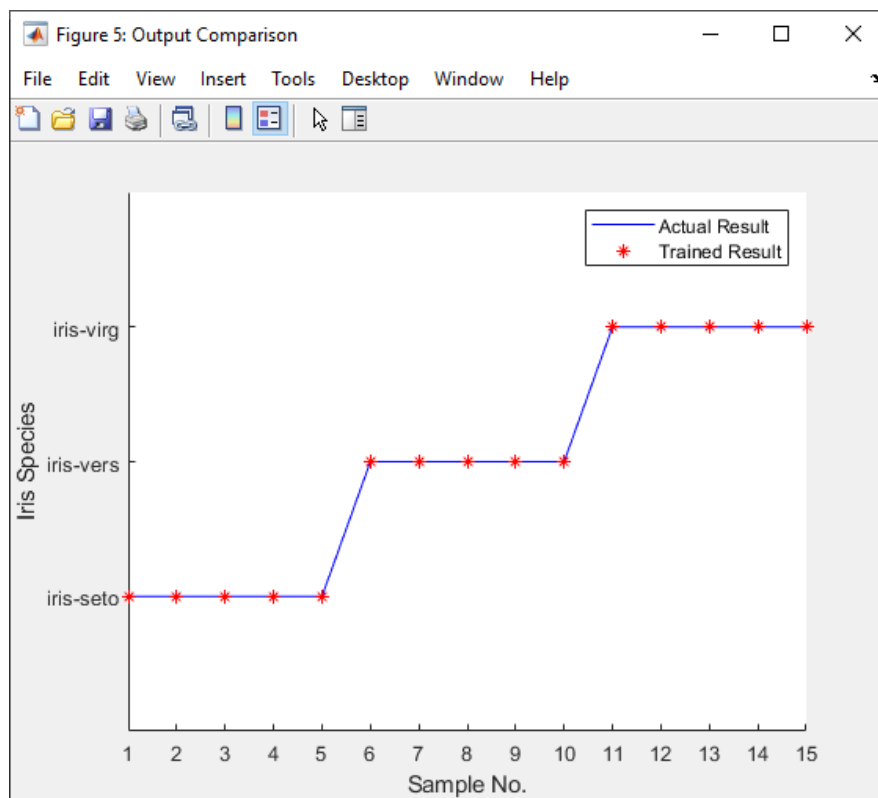 Figure 5: Output Comparison
File Edit View Insert Tools Desktop Window Help
Actual Result
Trained Result
iris-virg
iris-vers
iris-seto
Iris Species
1 2 3 4 5 6 7 8 9 10 11 12 13 14 15
Sample No.